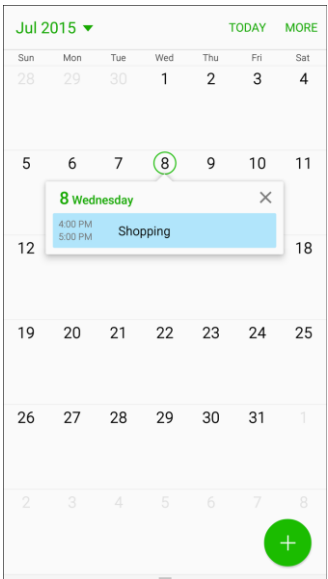 Jul 2015 TODAY MORE
Sun Mon Tue Wed Thu Fri Sat
28 29 30 1 2 3 4
5 6 7 8 9 10 11
8 Wednesday
4:00 PM
5:00 PM
Shopping
12 18
19 20 21 22 23 24 25
26 27 28 29 30 31 1
2 3 4 5 6 7 8